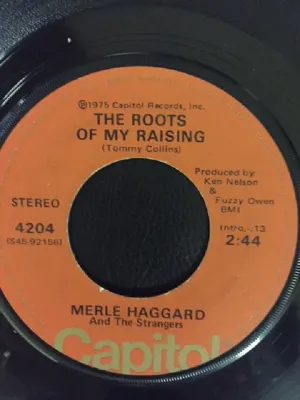 ℗1975 Capitol Records, Inc.
THE ROOTS
OF MY RAISING
(Tommy Collins)
Produced by
Ken Nelson
&
Fuzzy Owen
BMI
STEREO
4204
(S45-92156)
Intro.-.13
2:44
MERLE HAGGARD
And The Strangers
Capitol